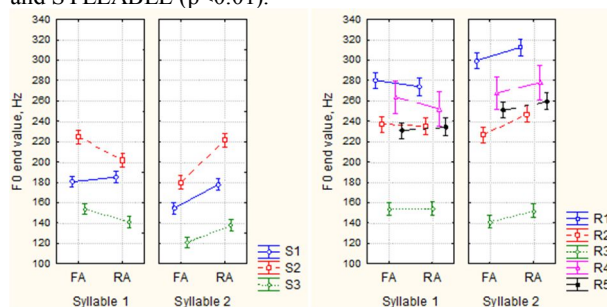 and SYLLABLE (p<0.01).
340 340
320 320
300 300
280 280
260 260
240 240
220 220
200 200
180 180
160 160
140 140
120 120
100 100
F0 end value, Hz
F0 end value, Hz
FA RA FA RA FA RA FA RA
Syllable 1 Syllable 2 Syllable 1 Syllable 2
S1
S2
S3
R1
R2
R3
R4
R5